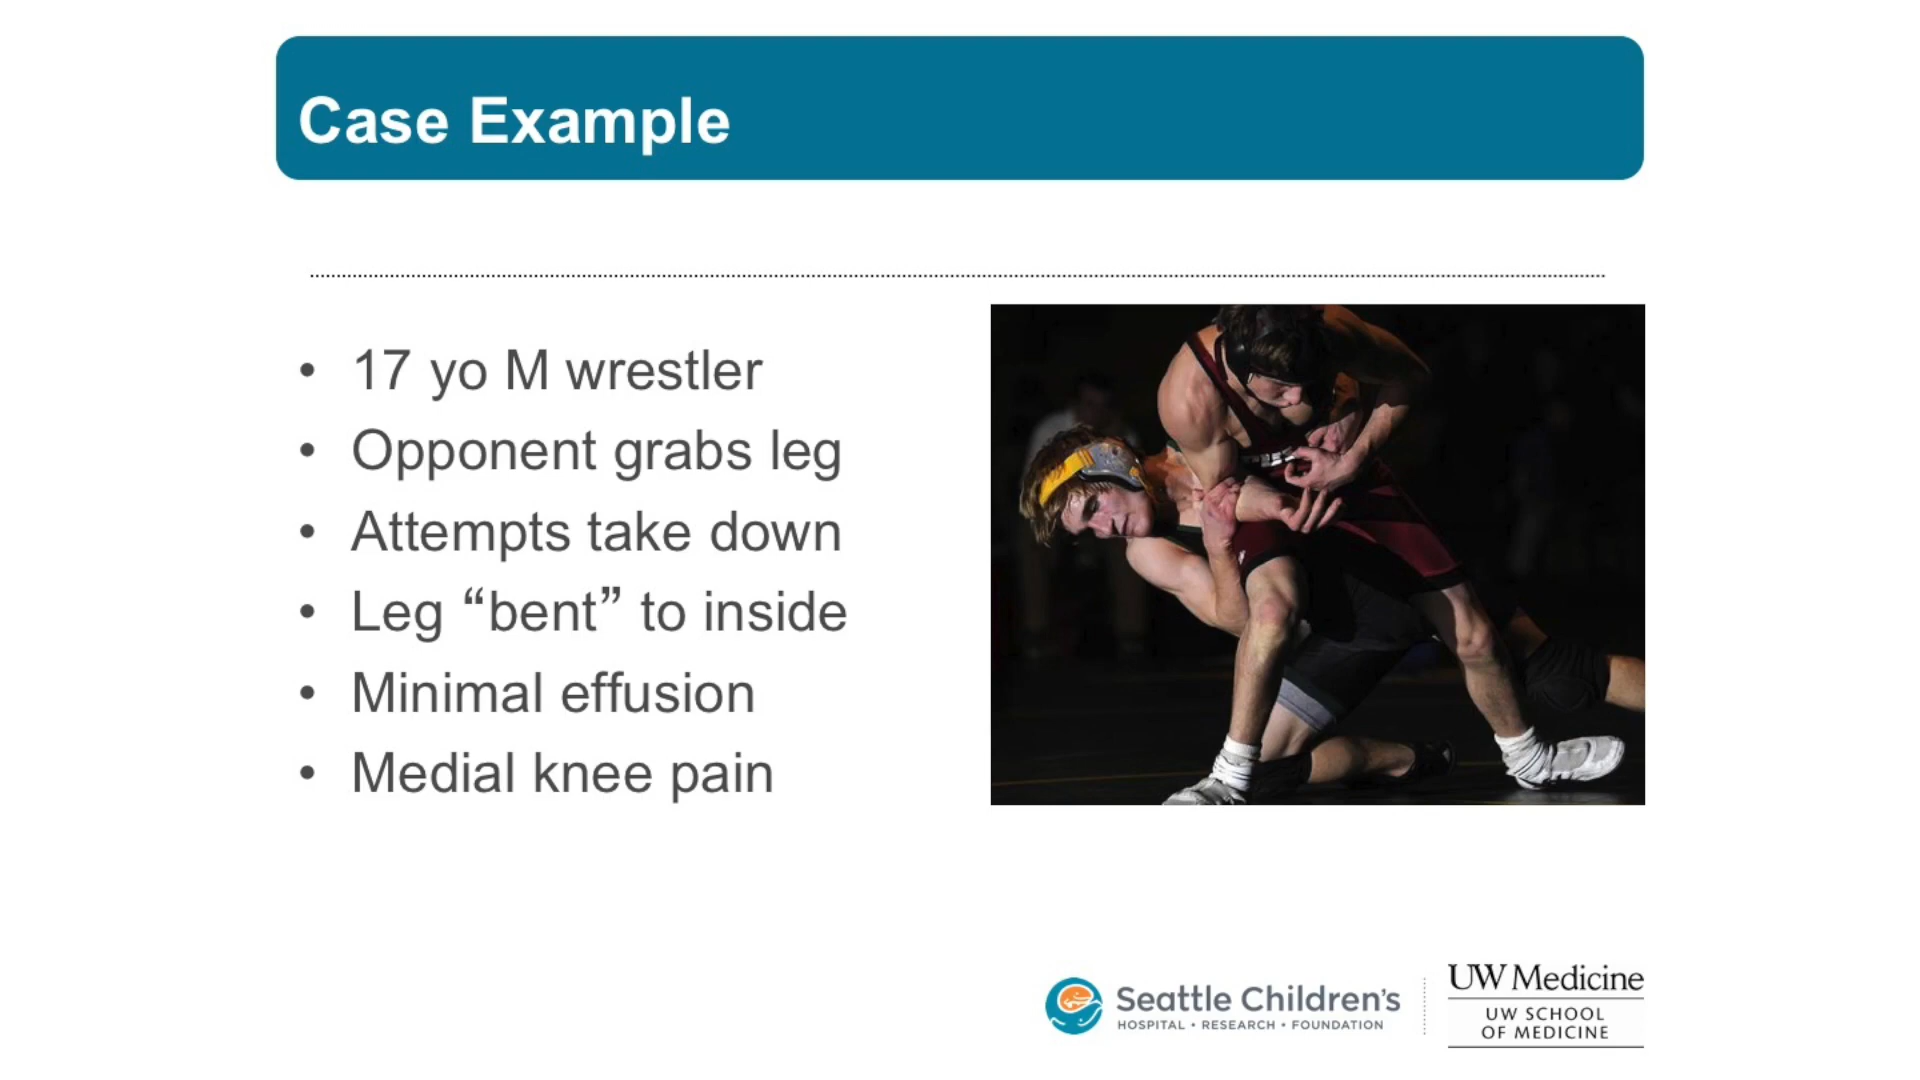 Case Example
• 17 yo M wrestler
• Opponent grabs leg
• Attempts take down
• Leg “bent” to inside
• Minimal effusion
• Medial knee pain
Seattle Children's
HOSPITAL • RESEARCH • FOUNDATION
UW Medicine
UW SCHOOL
OF MEDICINE